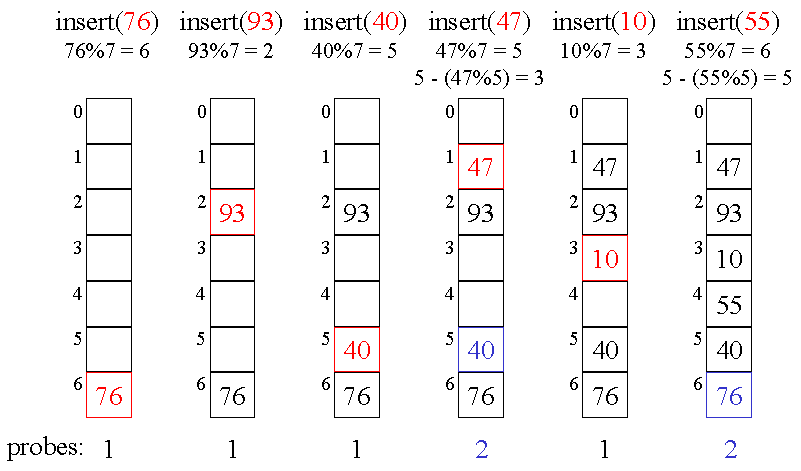 insert(76) insert(93) insert(40) insert(47) insert(10) insert(55)
76%7 = 6 93%7 = 2 40%7 = 5 47%7 = 5 10%7 = 3 55%7 = 6
5 - (47%5) = 3 5 - (55%5) = 5
0 0 0 0 0 0
1 1 1 1 47 1 47 1 47
2 2 93 2 93 2 93 2 93 2 93
3 3 3 3 3 10 3 10
4 4 4 4 4 4 55
5 5 5 40 5 40 5 40 5 40
6 76 6 76 6 76 6 76 6 76 6 76
probes: 1 1 1 2 1 2